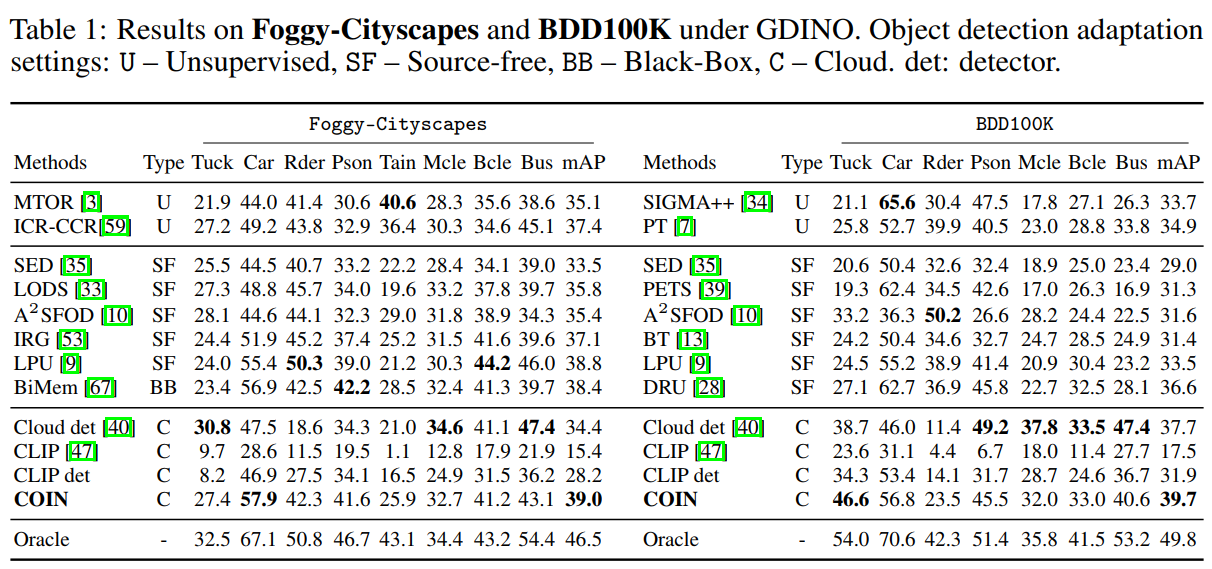 Table 1: Results on Foggy-Cityscapes and BDD100K under GDINO. Object detection adaptation
settings: U – Unsupervised, SF – Source-free, BB – Black-Box, C – Cloud. det: detector.
Foggy-Cityscapes BDD100K
Methods Type Tuck Car Rder Pson Tain Mcle Bcle Bus mAP Methods Type Tuck Car Rder Pson Mcle Bcle Bus mAP
MTOR [3] U 21.9 44.0 41.4 30.6 40.6 28.3 35.6 38.6 35.1 SIGMA++ [34] U 21.1 65.6 30.4 47.5 17.8 27.1 26.3 33.7
ICR-CCR[59] U 27.2 49.2 43.8 32.9 36.4 30.3 34.6 45.1 37.4 PT [7] U 25.8 52.7 39.9 40.5 23.0 28.8 33.8 34.9
SED [35] SF 25.5 44.5 40.7 33.2 22.2 28.4 34.1 39.0 33.5 SED [35] SF 20.6 50.4 32.6 32.4 18.9 25.0 23.4 29.0
LODS [33] SF 27.3 48.8 45.7 34.0 19.6 33.2 37.8 39.7 35.8 PETS [39] SF 19.3 62.4 34.5 42.6 17.0 26.3 16.9 31.3
A²SFOD [10] SF 28.1 44.6 44.1 32.3 29.0 31.8 38.9 34.3 35.4 A²SFOD [10] SF 33.2 36.3 50.2 26.6 28.2 24.4 22.5 31.6
IRG [53] SF 24.4 51.9 45.2 37.4 25.2 31.5 41.6 39.6 37.1 BT [13] SF 24.2 50.4 34.6 32.7 24.7 28.5 24.9 31.4
LPU [9] SF 24.0 55.4 50.3 39.0 21.2 30.3 44.2 46.0 38.8 LPU [9] SF 24.5 55.2 38.9 41.4 20.9 30.4 23.2 33.5
BiMem [67] BB 23.4 56.9 42.5 42.2 28.5 32.4 41.3 39.7 38.4 DRU [28] SF 27.1 62.7 36.9 45.8 22.7 32.5 28.1 36.6
Cloud det [40] C 30.8 47.5 18.6 34.3 21.0 34.6 41.1 47.4 34.4 Cloud det [40] C 38.7 46.0 11.4 49.2 37.8 33.5 47.4 37.7
CLIP [47] C 9.7 28.6 11.5 19.5 1.1 12.8 17.9 21.9 15.4 CLIP [47] C 23.6 31.1 4.4 6.7 18.0 11.4 27.7 17.5
CLIP det C 8.2 46.9 27.5 34.1 16.5 24.9 31.5 36.2 28.2 CLIP det C 34.3 53.4 14.1 31.7 28.7 24.6 36.7 31.9
COIN C 27.4 57.9 42.3 41.6 25.9 32.7 41.2 43.1 39.0 COIN C 46.6 56.8 23.5 45.5 32.0 33.0 40.6 39.7
Oracle - 32.5 67.1 50.8 46.7 43.1 34.4 43.2 54.4 46.5 Oracle - 54.0 70.6 42.3 51.4 35.8 41.5 53.2 49.8